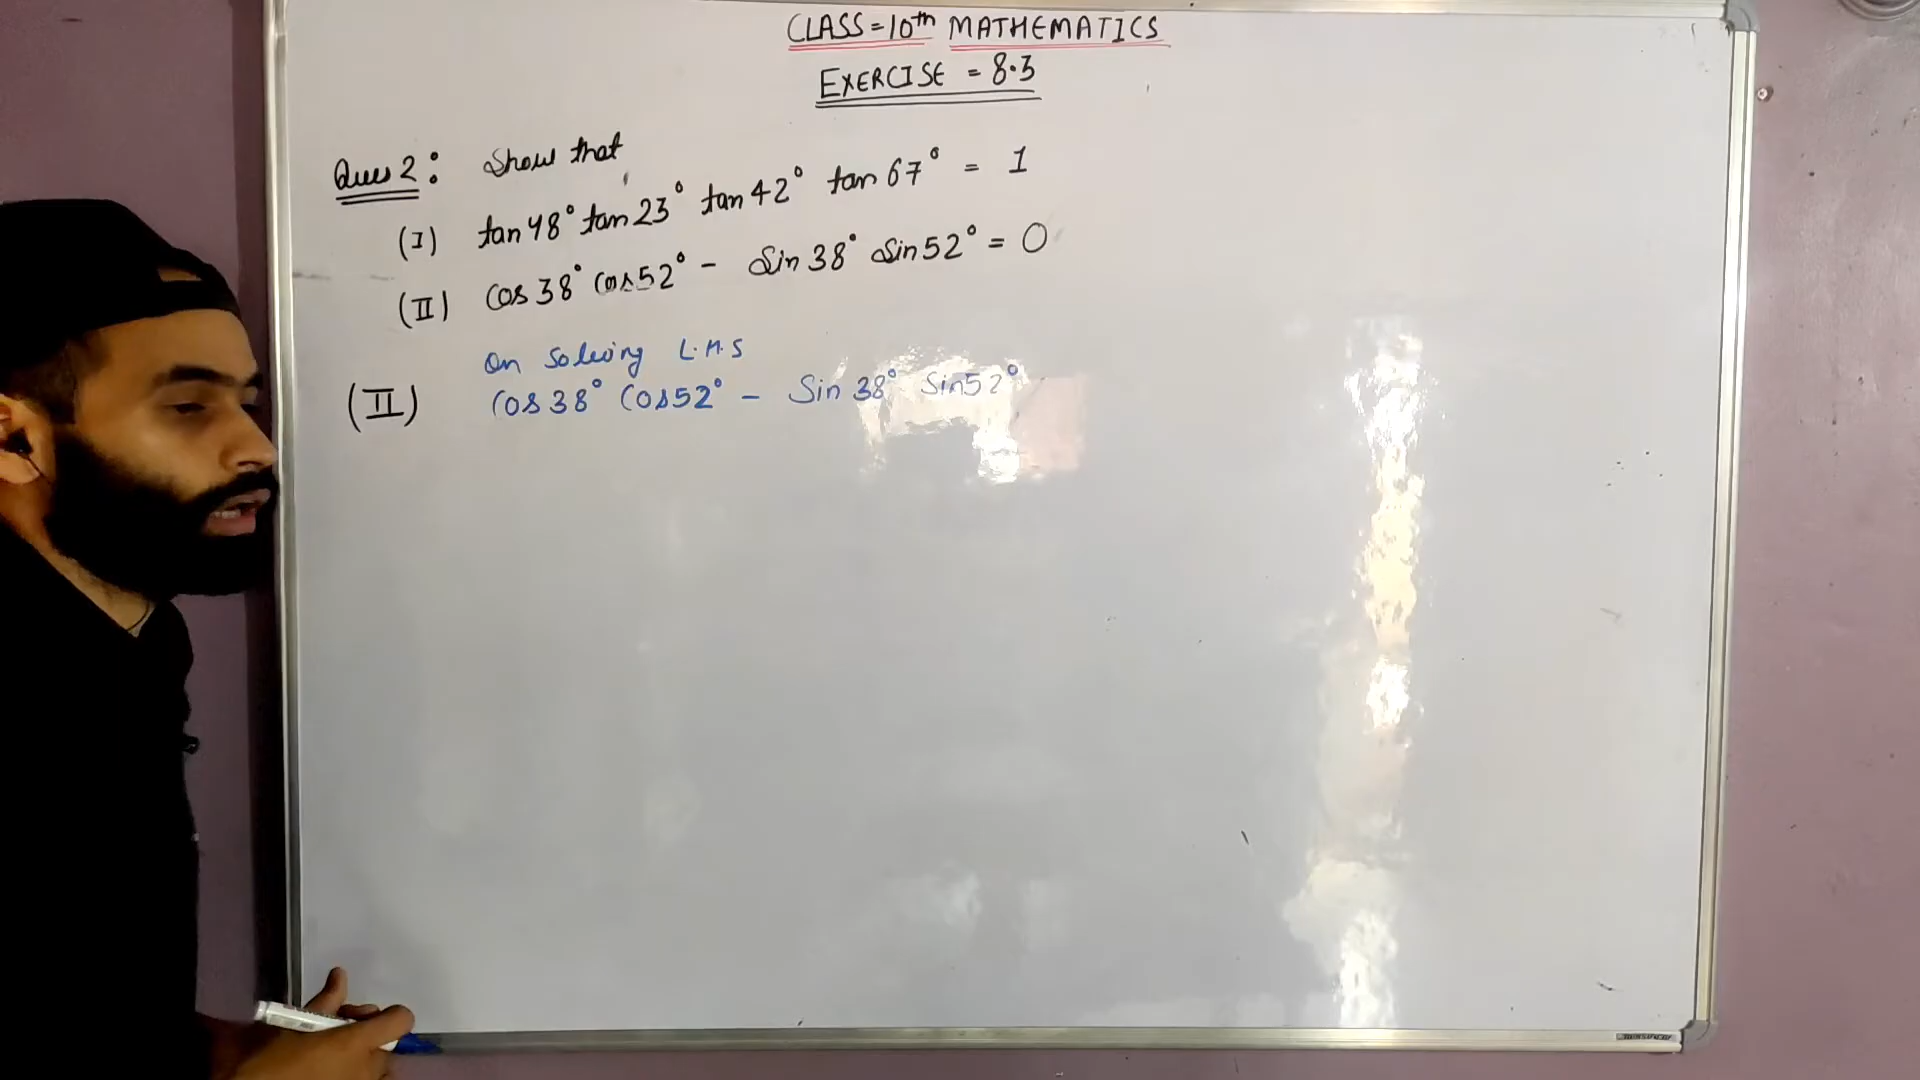 CLASS = 10th MATHEMATICS
EXERCISE = 8.3
Ques 2: Show that
(I) tan 48° tan 23° tan 42° tan 67° = 1
(II) Cos 38° Cos 52° - Sin 38° Sin 52° = 0
On Solving L.H.S
(II) Cos 38° Cos 52° - Sin 38° Sin 52°